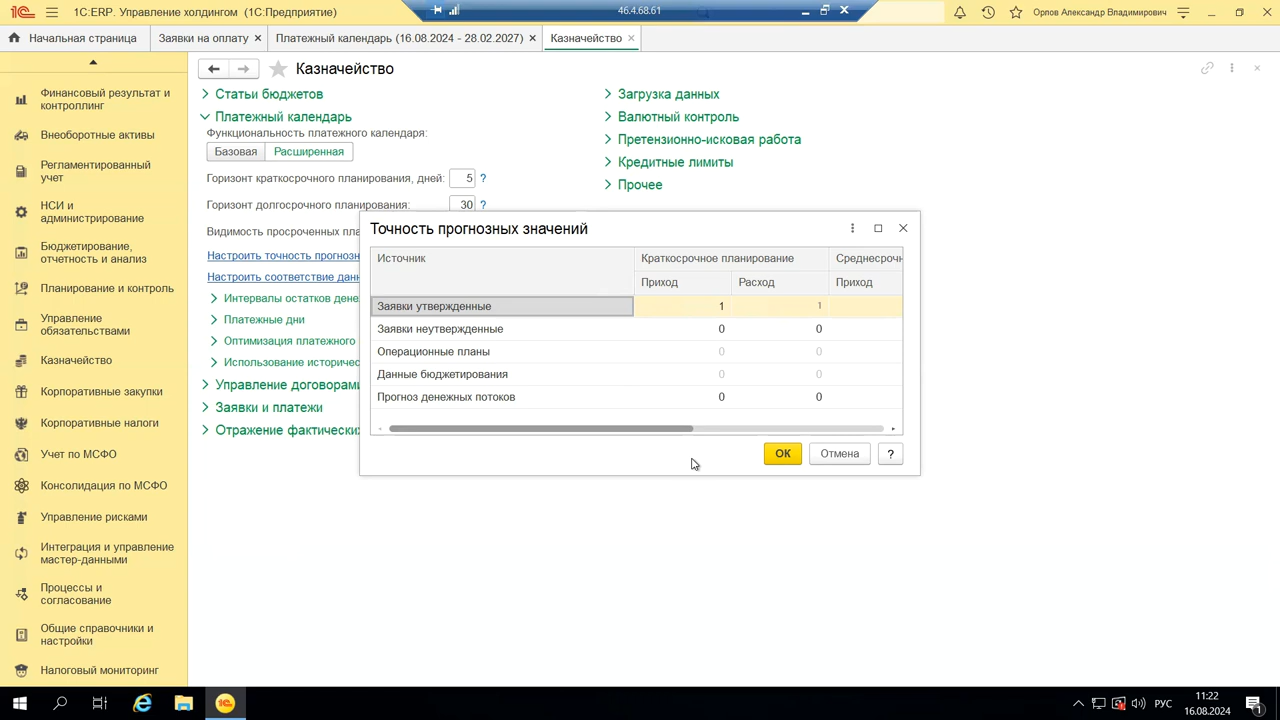 1С:ERP. Управление холдингом (1С:Предприятие)
46.4.68.61
Орлов Александр Владимирович
Начальная страница
Заявки на оплату
Платежный календарь (16.08.2024 - 28.02.2027)
Казначейство
Финансовый результат и
контроллинг
Внеоборотные активы
Регламентированный
учет
НСИ и
администрирование
Бюджетирование,
отчетность и анализ
Планирование и контроль
Управление
обязательствами
Казначейство
Корпоративные закупки
Корпоративные налоги
Учет по МСФО
Консолидация по МСФО
Управление рисками
Интеграция и управление
мастер-данными
Процессы и
согласование
Общие справочники и
настройки
Налоговый мониторинг
Казначейство
Статьи бюджетов
Платежный календарь
Функциональность платежного календаря:
Базовая Расширенная
Горизонт краткосрочного планирования, дней: 5 ?
Горизонт долгосрочного планирования: 30 ?
Видимость просроченных пла
Настроить точность прогноз
Настроить соответствие дан
Интервалы остатков дене
Платежные дни
Оптимизация платежного
Использование историчес
Управление договорам
Заявки и платежи
Отражение фактических
Загрузка данных
Валютный контроль
Претензионно-исковая работа
Кредитные лимиты
Прочее
Точность прогнозных значений
Источник Краткосрочное планирование Среднесрочн
Приход Расход Приход
Заявки утвержденные 1 1
Заявки неутвержденные 0 0
Операционные планы 0 0
Данные бюджетирования 0 0
Прогноз денежных потоков 0 0
ОК Отмена ?
РУС
11:22
16.08.2024
1